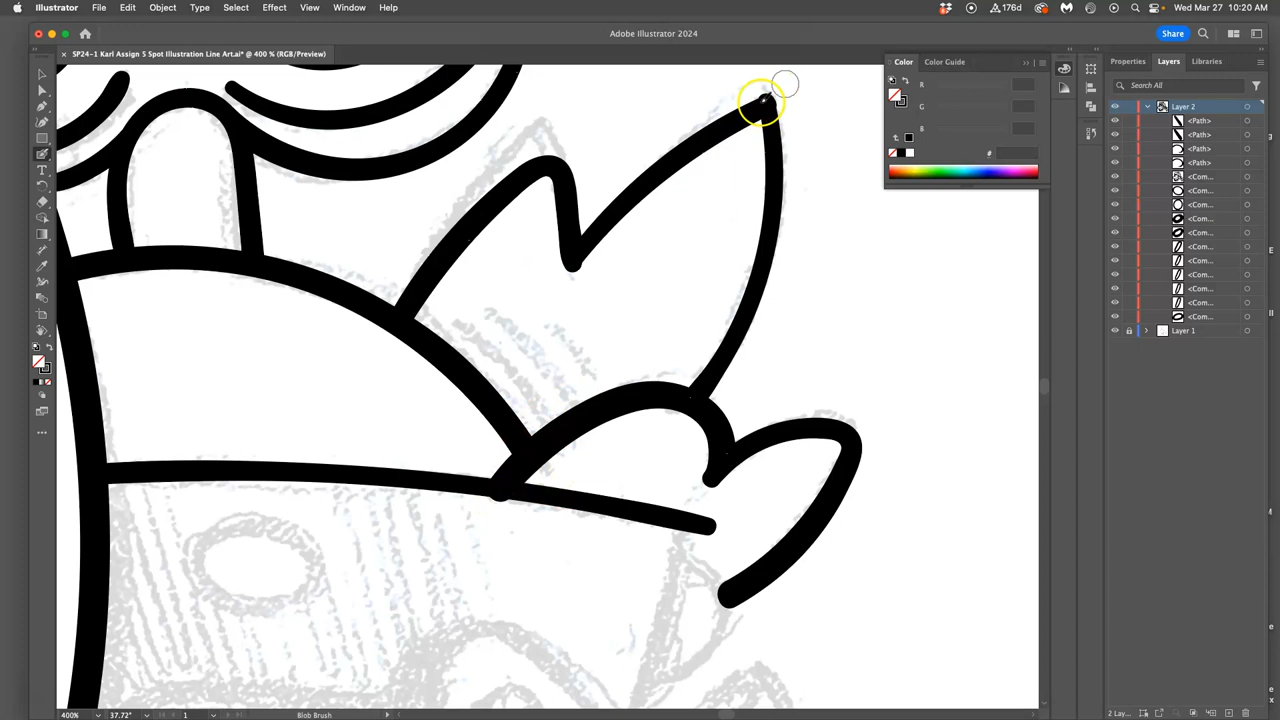 Illustrator File Edit Object Type Select Effect View Window Help 176d Wed Mar 27 10:20 AM
Adobe Illustrator 2024 Share
× SP24-1 Karl Assign 5 Spot Illustration Line Art.ai* @ 400 % (RGB/Preview)
Color Color Guide
Properties Layers Libraries
R
G
B
#
Search All
Layer 2
<Path>
<Path>
<Path>
<Path>
<Com...
<Com...
<Com...
<Com...
<Com...
<Com...
<Com...
<Com...
<Com...
<Com...
<Com...
Layer 1
400% 37.72° 1 Blob Brush
2 Lay...